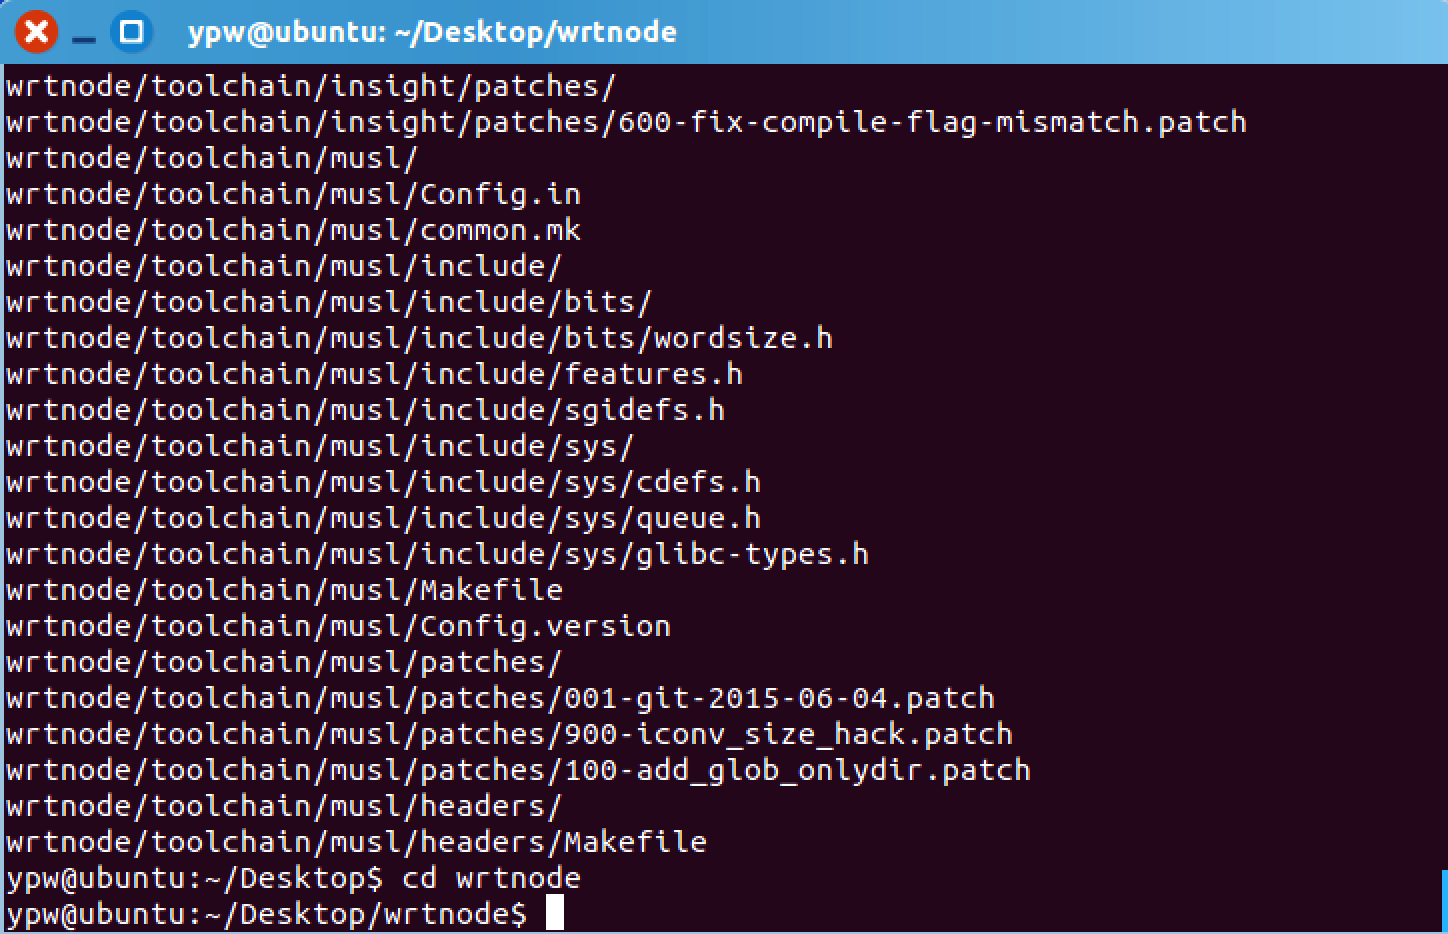 ypw@ubuntu: ~/Desktop/wrtnode
wrtnode/toolchain/insight/patches/
wrtnode/toolchain/insight/patches/600-fix-compile-flag-mismatch.patch
wrtnode/toolchain/musl/
wrtnode/toolchain/musl/Config.in
wrtnode/toolchain/musl/common.mk
wrtnode/toolchain/musl/include/
wrtnode/toolchain/musl/include/bits/
wrtnode/toolchain/musl/include/bits/wordsize.h
wrtnode/toolchain/musl/include/features.h
wrtnode/toolchain/musl/include/sgidefs.h
wrtnode/toolchain/musl/include/sys/
wrtnode/toolchain/musl/include/sys/cdefs.h
wrtnode/toolchain/musl/include/sys/queue.h
wrtnode/toolchain/musl/include/sys/glibc-types.h
wrtnode/toolchain/musl/Makefile
wrtnode/toolchain/musl/Config.version
wrtnode/toolchain/musl/patches/
wrtnode/toolchain/musl/patches/001-git-2015-06-04.patch
wrtnode/toolchain/musl/patches/900-iconv_size_hack.patch
wrtnode/toolchain/musl/patches/100-add_glob_onlydir.patch
wrtnode/toolchain/musl/headers/
wrtnode/toolchain/musl/headers/Makefile
ypw@ubuntu:~/Desktop$ cd wrtnode
ypw@ubuntu:~/Desktop/wrtnode$